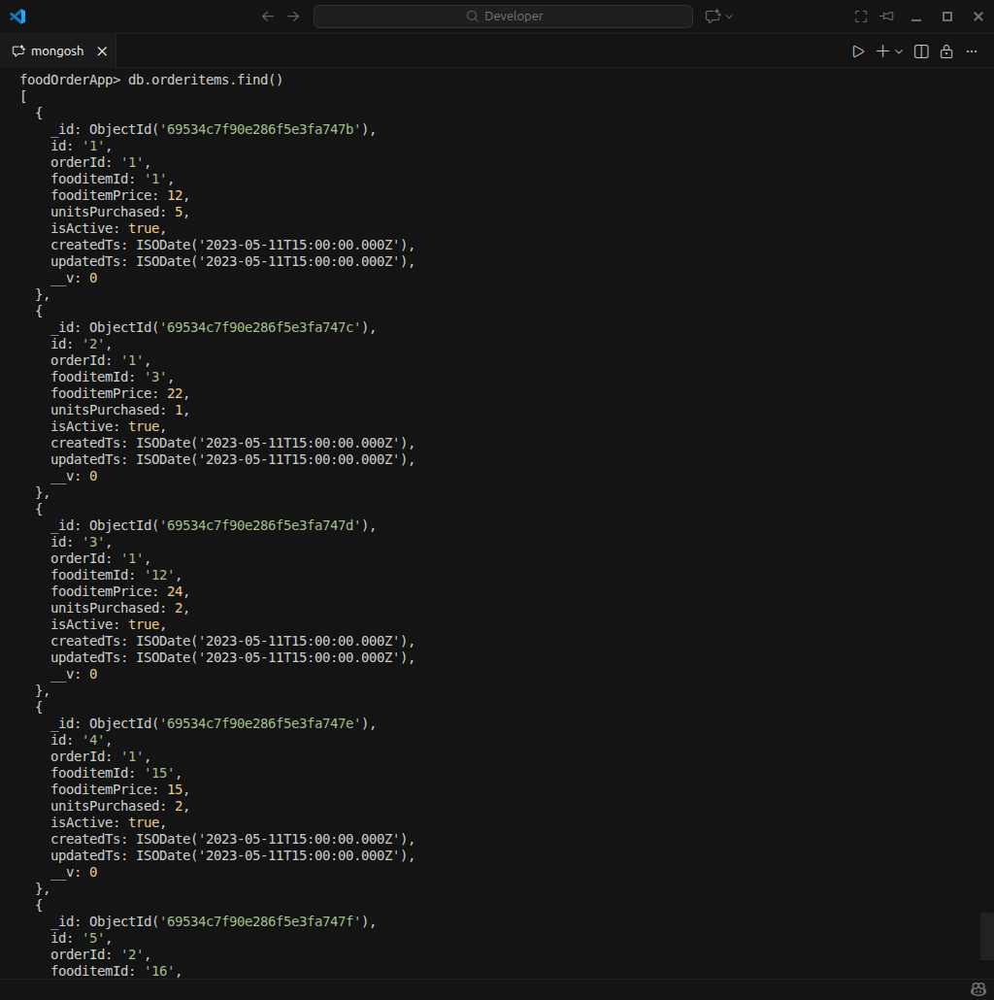 Developer
mongosh
foodOrderApp> db.orderitems.find()
[
  {
    _id: ObjectId('69534c7f90e286f5e3fa747b'),
    id: '1',
    orderId: '1',
    fooditemId: '1',
    fooditemPrice: 12,
    unitsPurchased: 5,
    isActive: true,
    createdTs: ISODate('2023-05-11T15:00:00.000Z'),
    updatedTs: ISODate('2023-05-11T15:00:00.000Z'),
    __v: 0
  },
  {
    _id: ObjectId('69534c7f90e286f5e3fa747c'),
    id: '2',
    orderId: '1',
    fooditemId: '3',
    fooditemPrice: 22,
    unitsPurchased: 1,
    isActive: true,
    createdTs: ISODate('2023-05-11T15:00:00.000Z'),
    updatedTs: ISODate('2023-05-11T15:00:00.000Z'),
    __v: 0
  },
  {
    _id: ObjectId('69534c7f90e286f5e3fa747d'),
    id: '3',
    orderId: '1',
    fooditemId: '12',
    fooditemPrice: 24,
    unitsPurchased: 2,
    isActive: true,
    createdTs: ISODate('2023-05-11T15:00:00.000Z'),
    updatedTs: ISODate('2023-05-11T15:00:00.000Z'),
    __v: 0
  },
  {
    _id: ObjectId('69534c7f90e286f5e3fa747e'),
    id: '4',
    orderId: '1',
    fooditemId: '15',
    fooditemPrice: 15,
    unitsPurchased: 2,
    isActive: true,
    createdTs: ISODate('2023-05-11T15:00:00.000Z'),
    updatedTs: ISODate('2023-05-11T15:00:00.000Z'),
    __v: 0
  },
  {
    _id: ObjectId('69534c7f90e286f5e3fa747f'),
    id: '5',
    orderId: '2',
    fooditemId: '16',